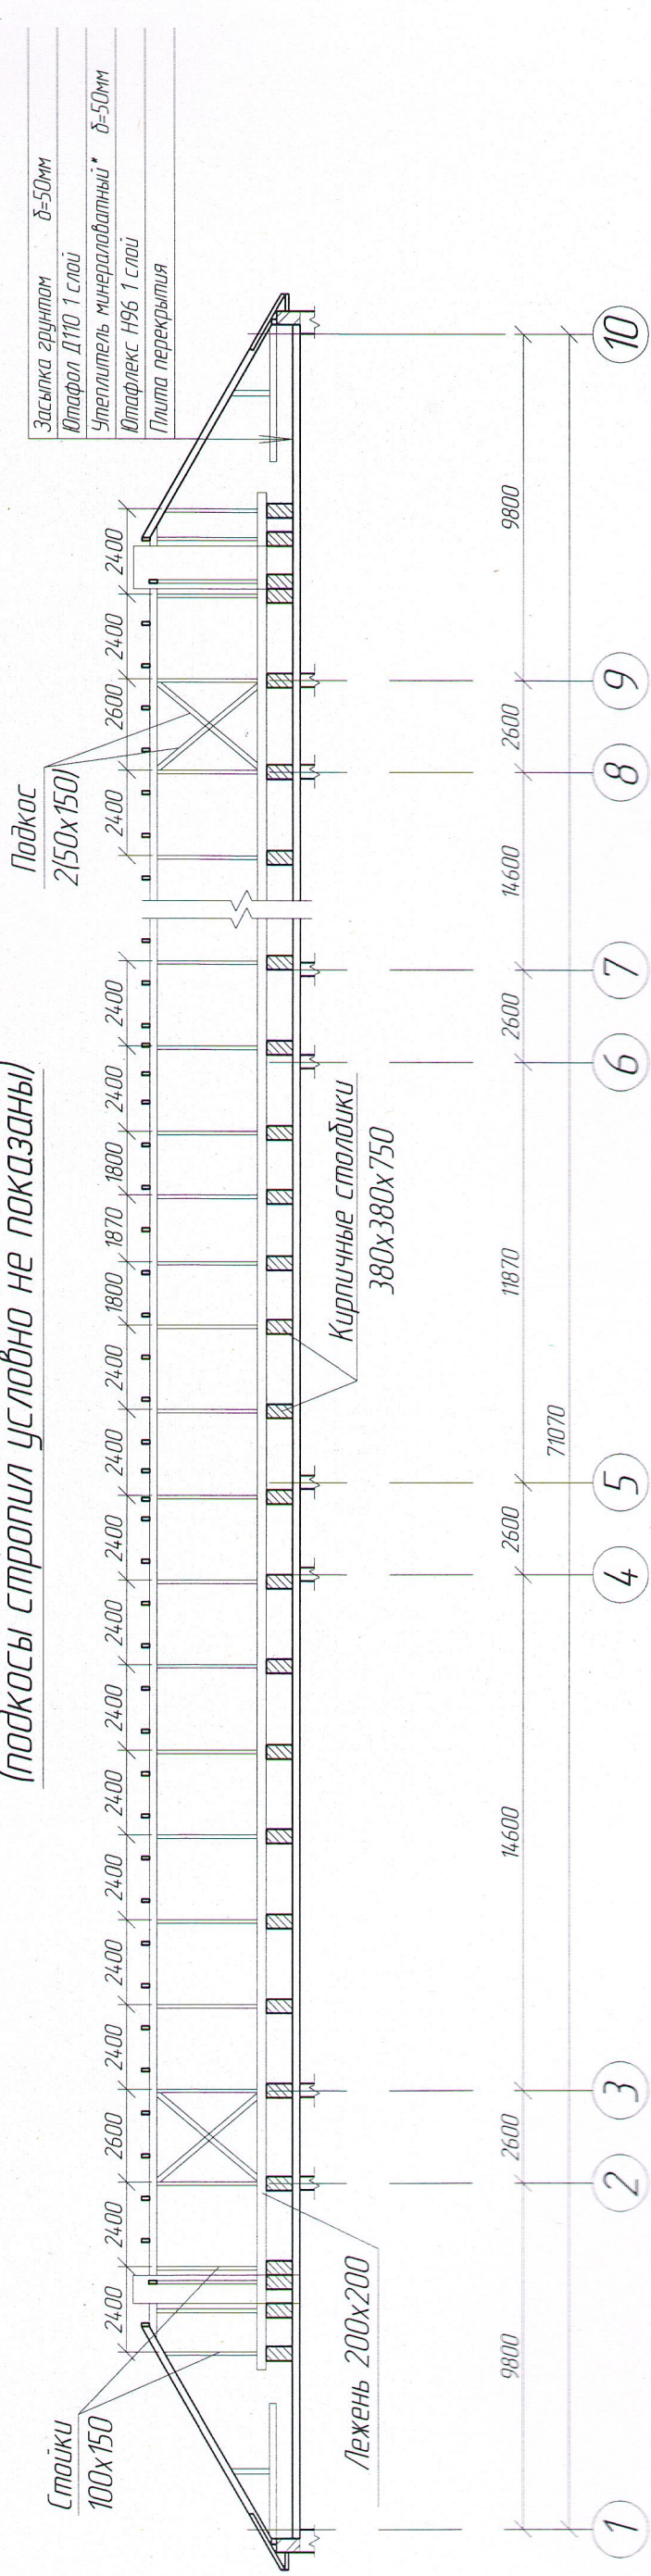 (подкосы стропил условно не показаны)
Засыпка грунтом δ=50мм
Ютафол Д110 1 слой
Утеплитель минераловатный* δ=50мм
Ютафлекс Н96 1 слой
Плита перекрытия
Стойки
100х150
Подкос
2(50х150)
2400 2400 2600 2400 2400 2400 2400 2400 2400 2400 2400 2400 2400 1800 1870 1800 2400 2400 2400 2600 2400 2400
Лежень 200х200
Кирпичные столбики
380х380х750
9800 2600 14600 2600 11870 2600 14600 2600 9800
71070
1 2 3 4 5 6 7 8 9 10